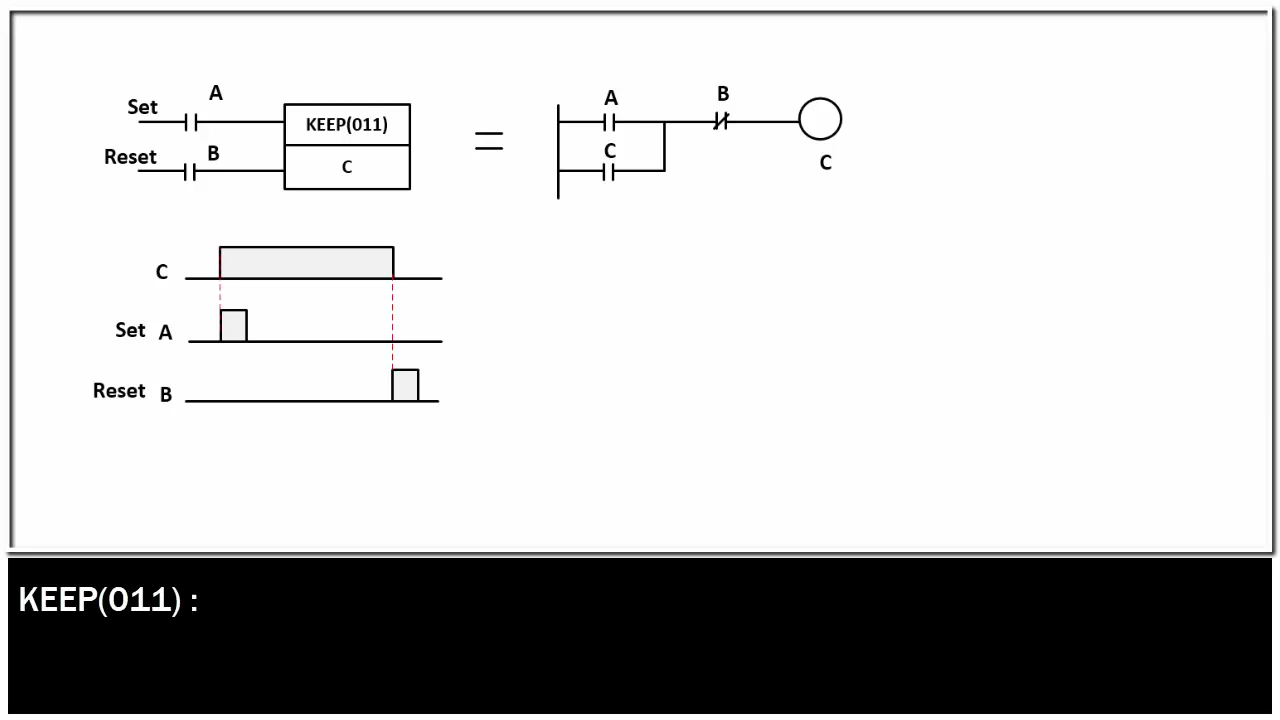 A
Set
KEEP(011)
Reset
B
C
A
B
C
C
C
Set A
Reset B
KEEP(011) :